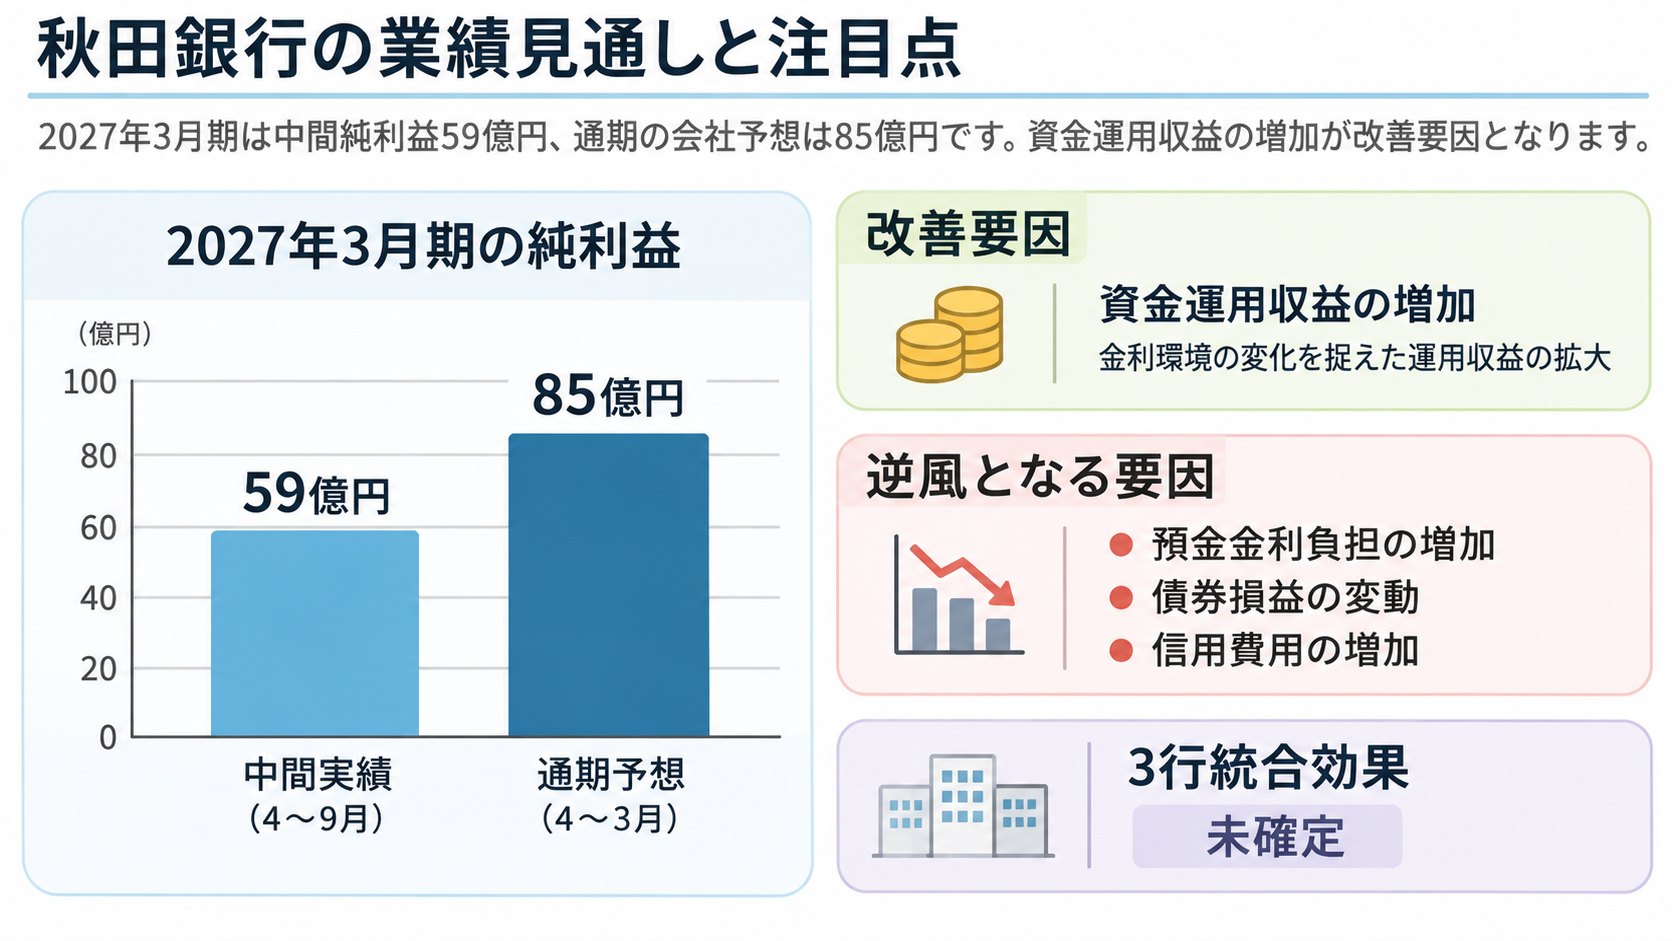 秋田銀行の業績見通しと注目点
2027年3月期は中間純利益59億円、通期の会社予想は85億円です。資金運用収益の増加が改善要因となります。
2027年3月期の純利益
（億円）
100
80
60
40
20
0
59億円
85億円
中間実績
（4～9月）
通期予想
（4～3月）
改善要因
資金運用収益の増加
金利環境の変化を捉えた運用収益の拡大
逆風となる要因
預金金利負担の増加
債券損益の変動
信用費用の増加
3行統合効果
未確定